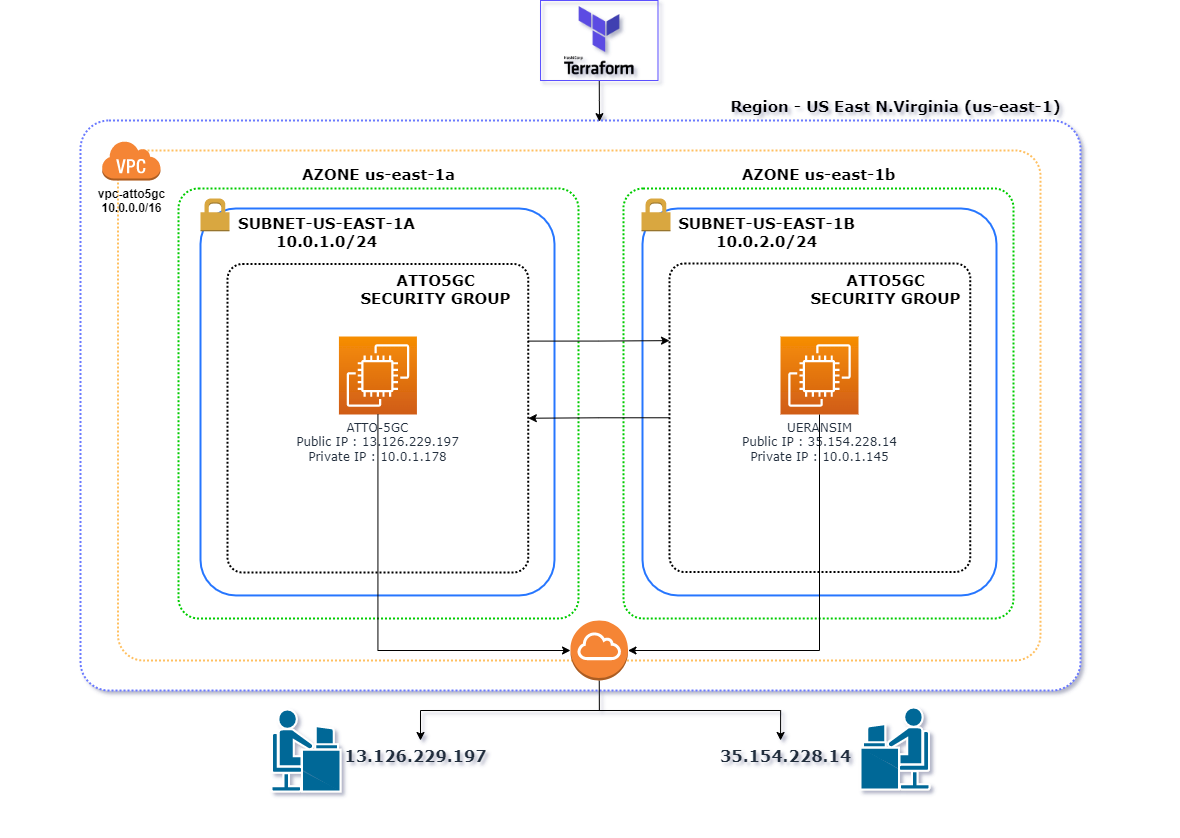 HashiCorp
Terraform
Region - US East N.Virginia (us-east-1)
VPC
vpc-atto5gc
10.0.0.0/16
AZONE us-east-1a
AZONE us-east-1b
SUBNET-US-EAST-1A
10.0.1.0/24
SUBNET-US-EAST-1B
10.0.2.0/24
ATTO5GC
SECURITY GROUP
ATTO5GC
SECURITY GROUP
ATTO-5GC
Public IP : 13.126.229.197
Private IP : 10.0.1.178
UERANSIM
Public IP : 35.154.228.14
Private IP : 10.0.1.145
13.126.229.197
35.154.228.14